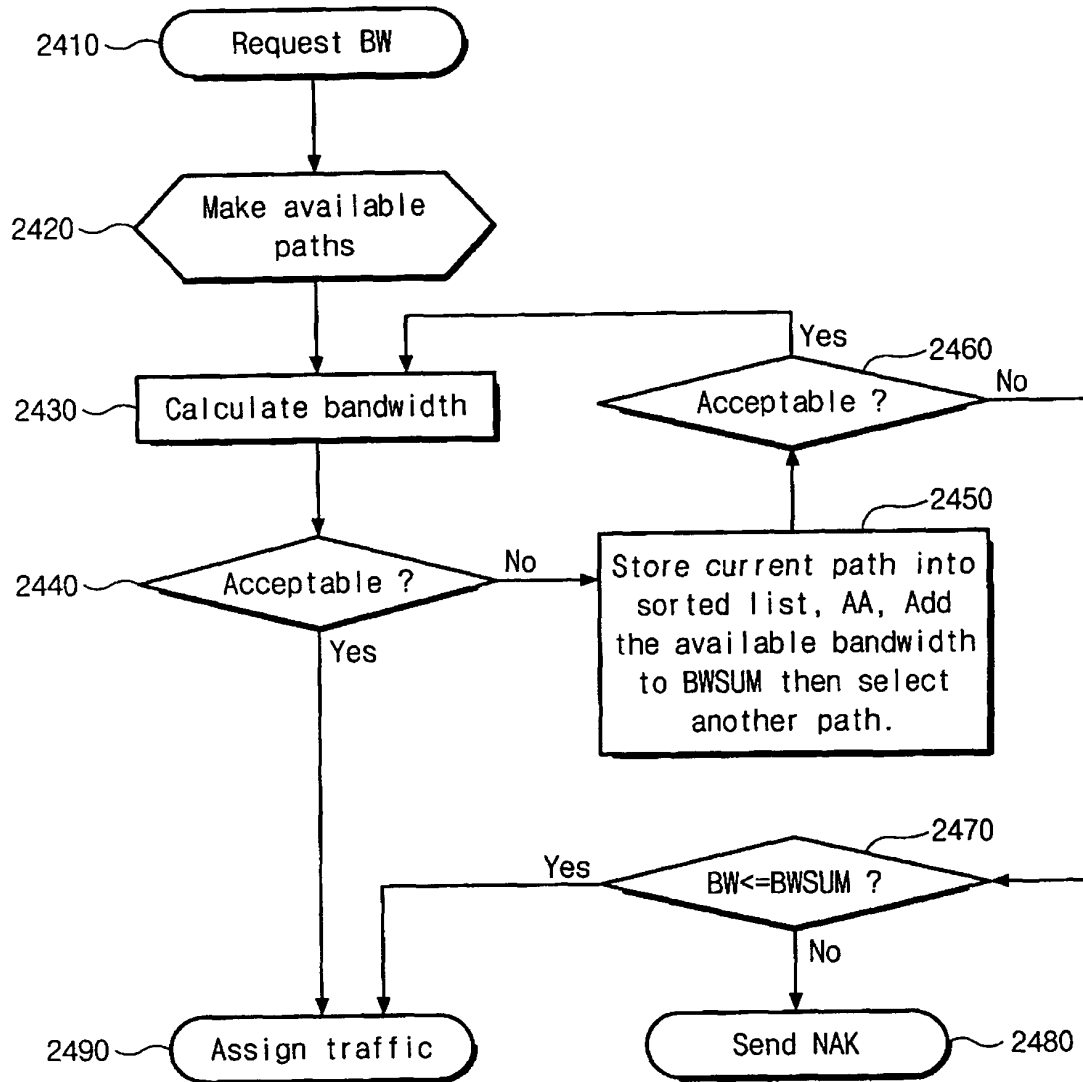 2410
Request BW
2420
Make available
paths
2430
Calculate bandwidth
Yes
2460
Acceptable ?
No
2440
Acceptable ?
No
Yes
2450
Store current path into
sorted list, AA, Add
the available bandwidth
to BWSUM then select
another path.
2470
Yes
BW<=BWSUM ?
No
2490
Assign traffic
Send NAK
2480